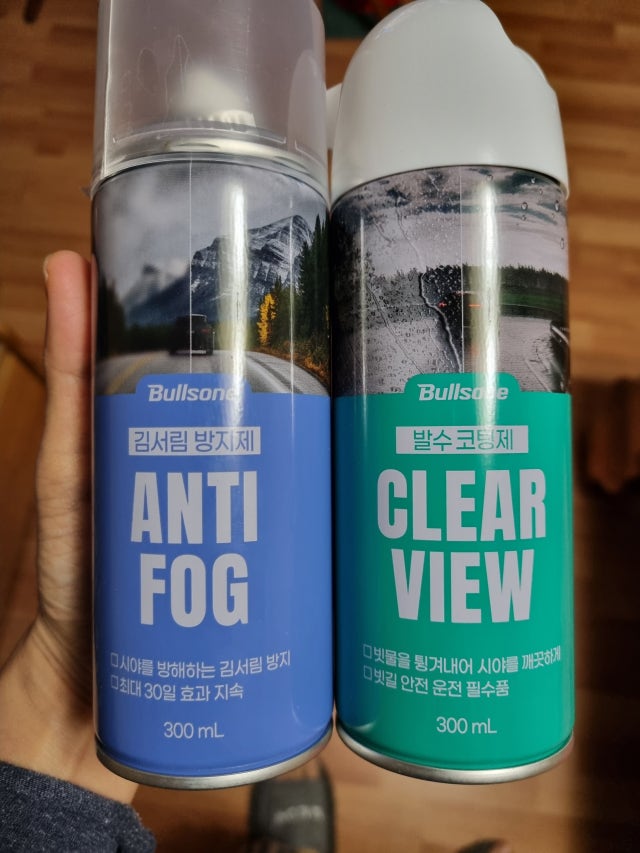 Bullsone
김서림 방지제
ANTI
FOG
□ 시야를 방해하는 김서림 방지
□ 최대 30일 효과 지속
300 mL
Bullsone
발수 코팅제
CLEAR
VIEW
□ 빗물을 튕겨내어 시야를 깨끗하게
□ 빗길 안전 운전 필수품
300 mL